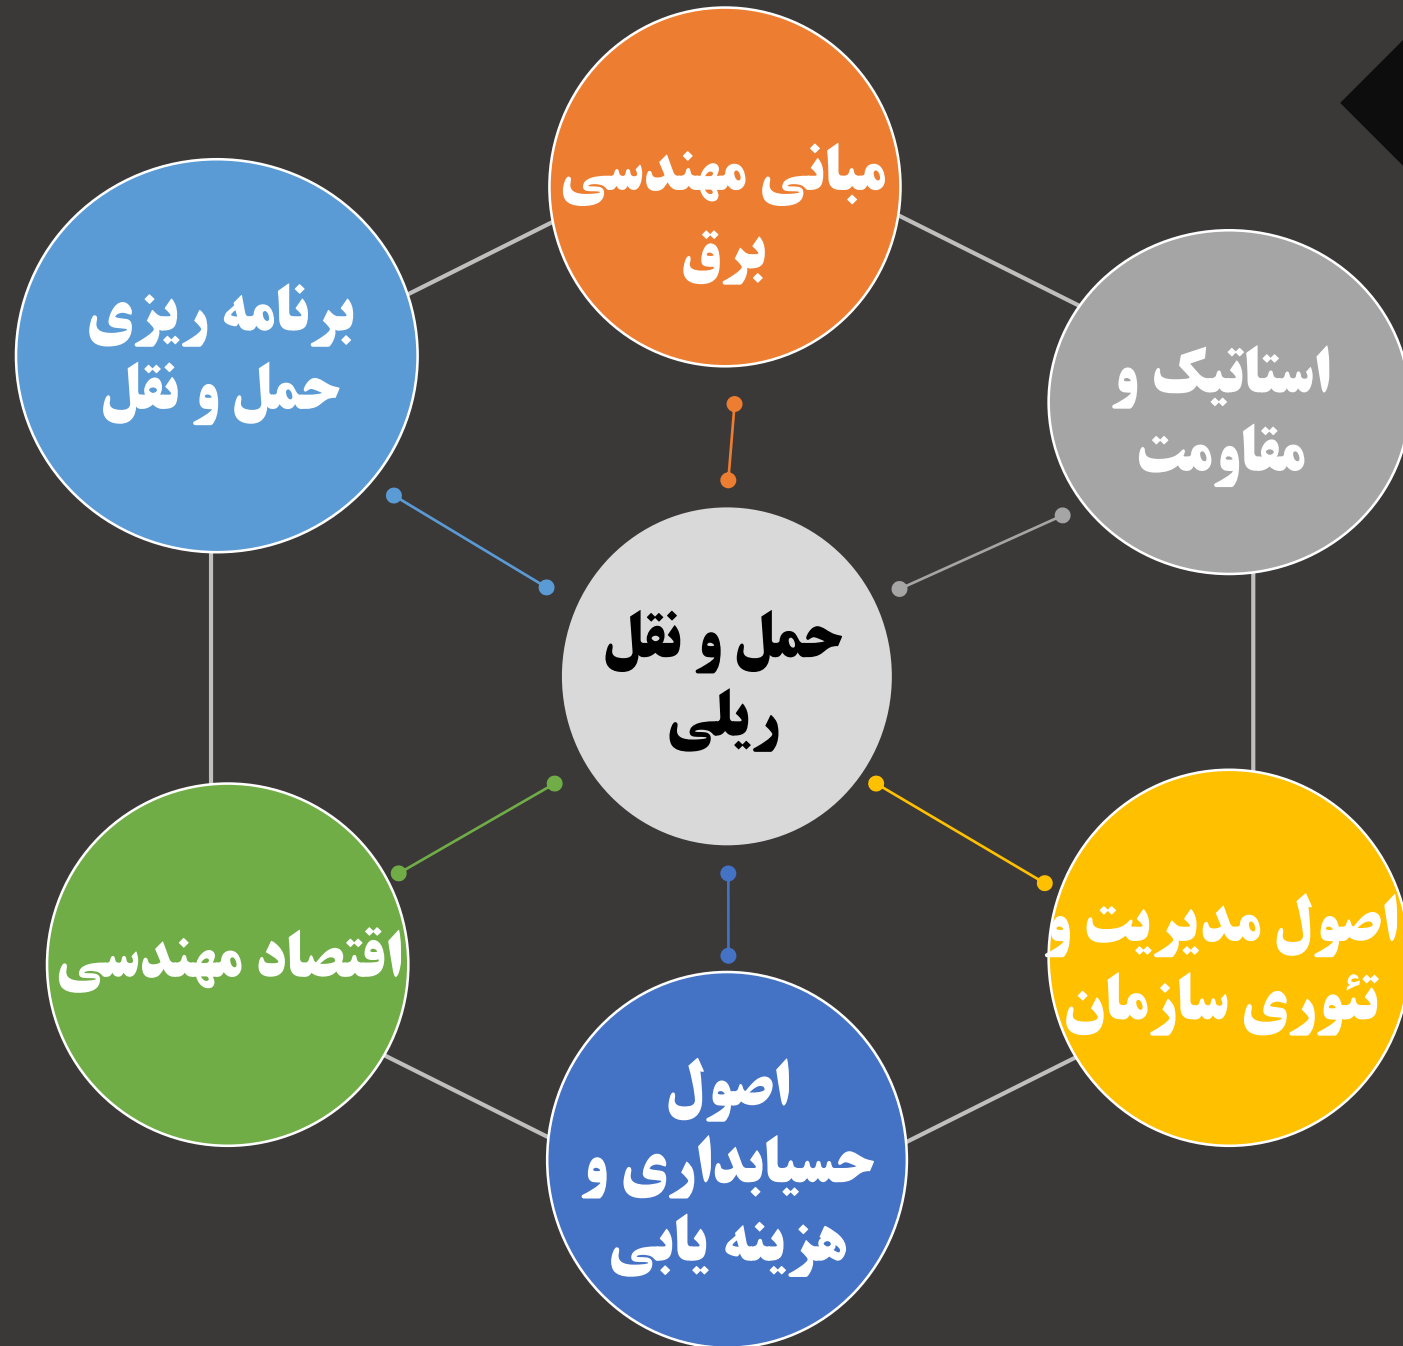 مبانی مهندسی
برق
برنامه ریزی
حمل و نقل
استاتیک و
مقاومت
حمل و نقل
ریلی
اصول مدیریت و
تئوری سازمان
اقتصاد مهندسی
اصول
حسیابداری و
هزینه یابی